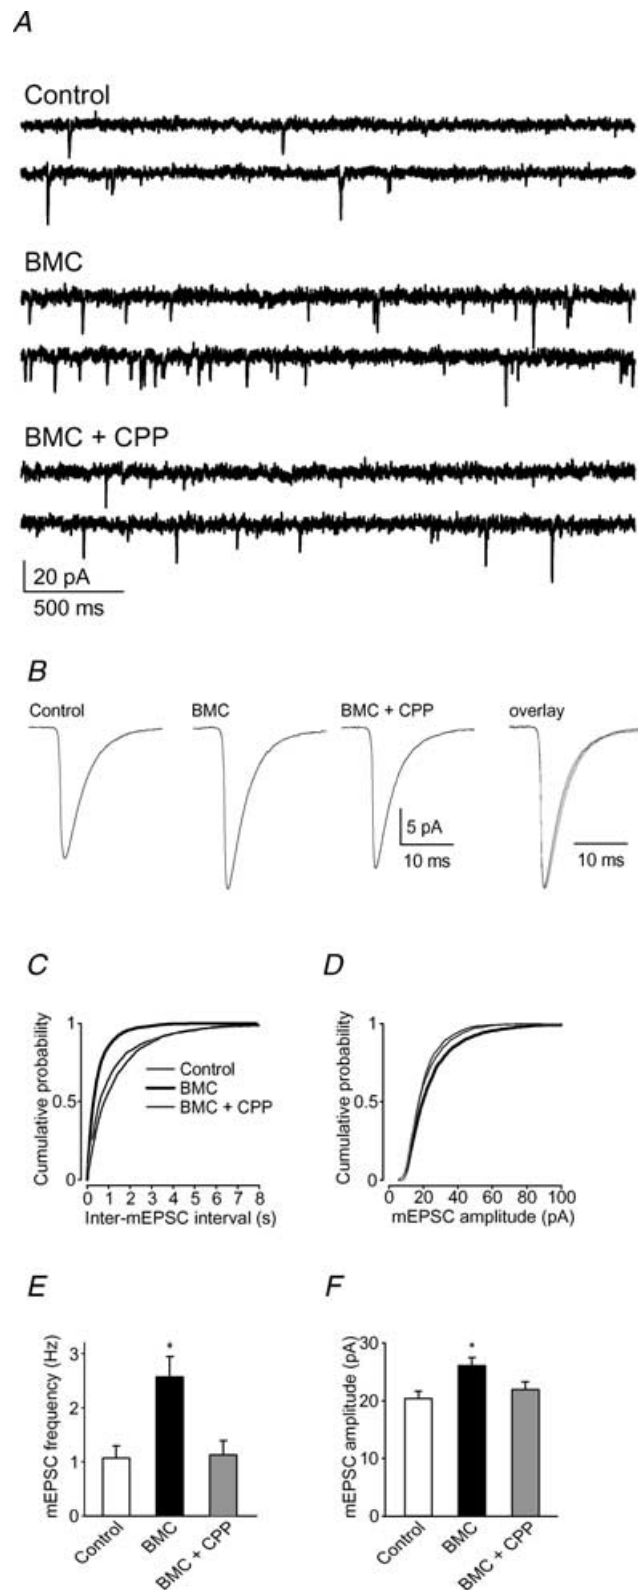 A
Control
BMC
BMC + CPP
20 pA
500 ms
B
Control BMC BMC + CPP overlay
5 pA
10 ms 10 ms
C D
Cumulative probability
1
0.5
0
Control
BMC
BMC + CPP
0 1 2 3 4 5 6 7 8
Inter-mEPSC interval (s)
Cumulative probability
1
0.5
0
0 20 40 60 80 100
mEPSC amplitude (pA)
E F
mEPSC frequency (Hz)
3
2
1
0
*
Control
BMC
BMC + CPP
mEPSC amplitude (pA)
30
20
10
0
*
Control
BMC
BMC + CPP